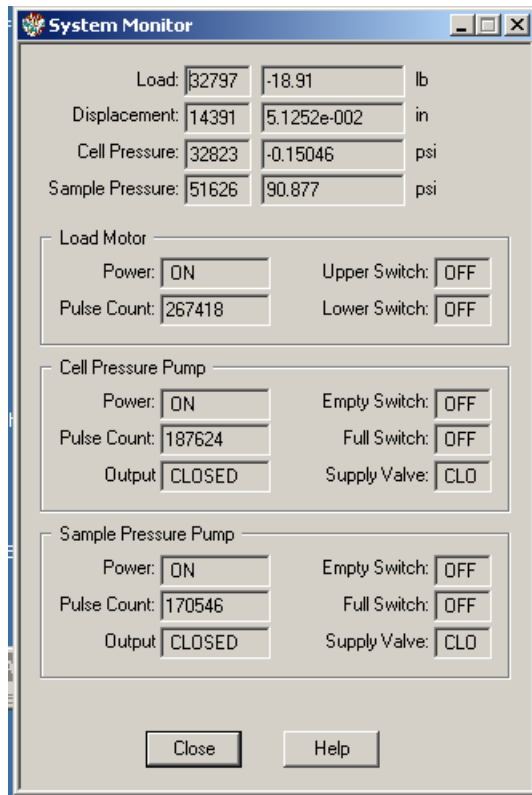 System Monitor
Load: 32797 -18.91 lb
Displacement: 14391 5.1252e-002 in
Cell Pressure: 32823 -0.15046 psi
Sample Pressure: 51626 90.877 psi
Load Motor
Power: ON Upper Switch: OFF
Pulse Count: 267418 Lower Switch: OFF
Cell Pressure Pump
Power: ON Empty Switch: OFF
Pulse Count: 187624 Full Switch: OFF
Output CLOSED Supply Valve: CLO
Sample Pressure Pump
Power: ON Empty Switch: OFF
Pulse Count: 170546 Full Switch: OFF
Output CLOSED Supply Valve: CLO
Close Help